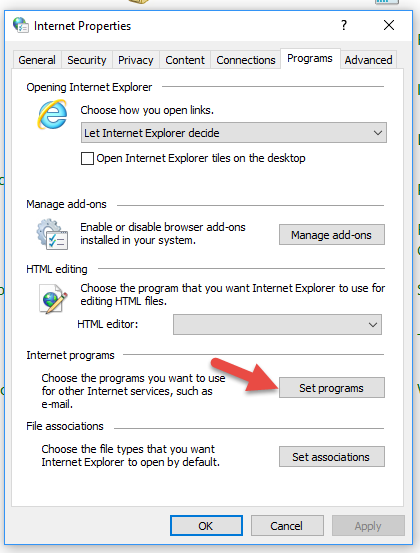 Internet Properties
?
General Security Privacy Content Connections Programs Advanced
Opening Internet Explorer
Choose how you open links.
Let Internet Explorer decide
Open Internet Explorer tiles on the desktop
Manage add-ons
Enable or disable browser add-ons
installed in your system.
Manage add-ons
HTML editing
Choose the program that you want Internet Explorer to use for
editing HTML files.
HTML editor:
Internet programs
Choose the programs you want to use
for other Internet services, such as
e-mail.
Set programs
File associations
Choose the file types that you want
Internet Explorer to open by default.
Set associations
OK Cancel Apply